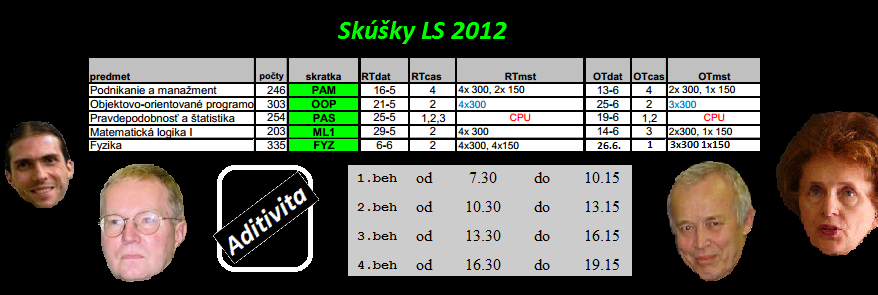 Skúšky LS 2012
predmet počty skratka RTdat RTcas RTmst OTdat OTcas OTmst
Podnikanie a manažment 246 PAM 16-5 4 4x 300, 2x 150 13-6 4 2x 300, 1x 150
Objektovo-orientované programo 303 OOP 21-5 2 4x300 25-6 2 3x300
Pravdepodobnosť a štatistika 254 PAS 25-5 1,2,3 CPU 19-6 1,2 CPU
Matematická logika I 203 ML1 29-5 2 4x 300 14-6 3 2x300, 1x 150
Fyzika 335 FYZ 6-6 2 4x300, 4x150 26.6. 1 3x300 1x150
1.beh od 7.30 do 10.15
2.beh od 10.30 do 13.15
3.beh od 13.30 do 16.15
4.beh od 16.30 do 19.15
Aditivita